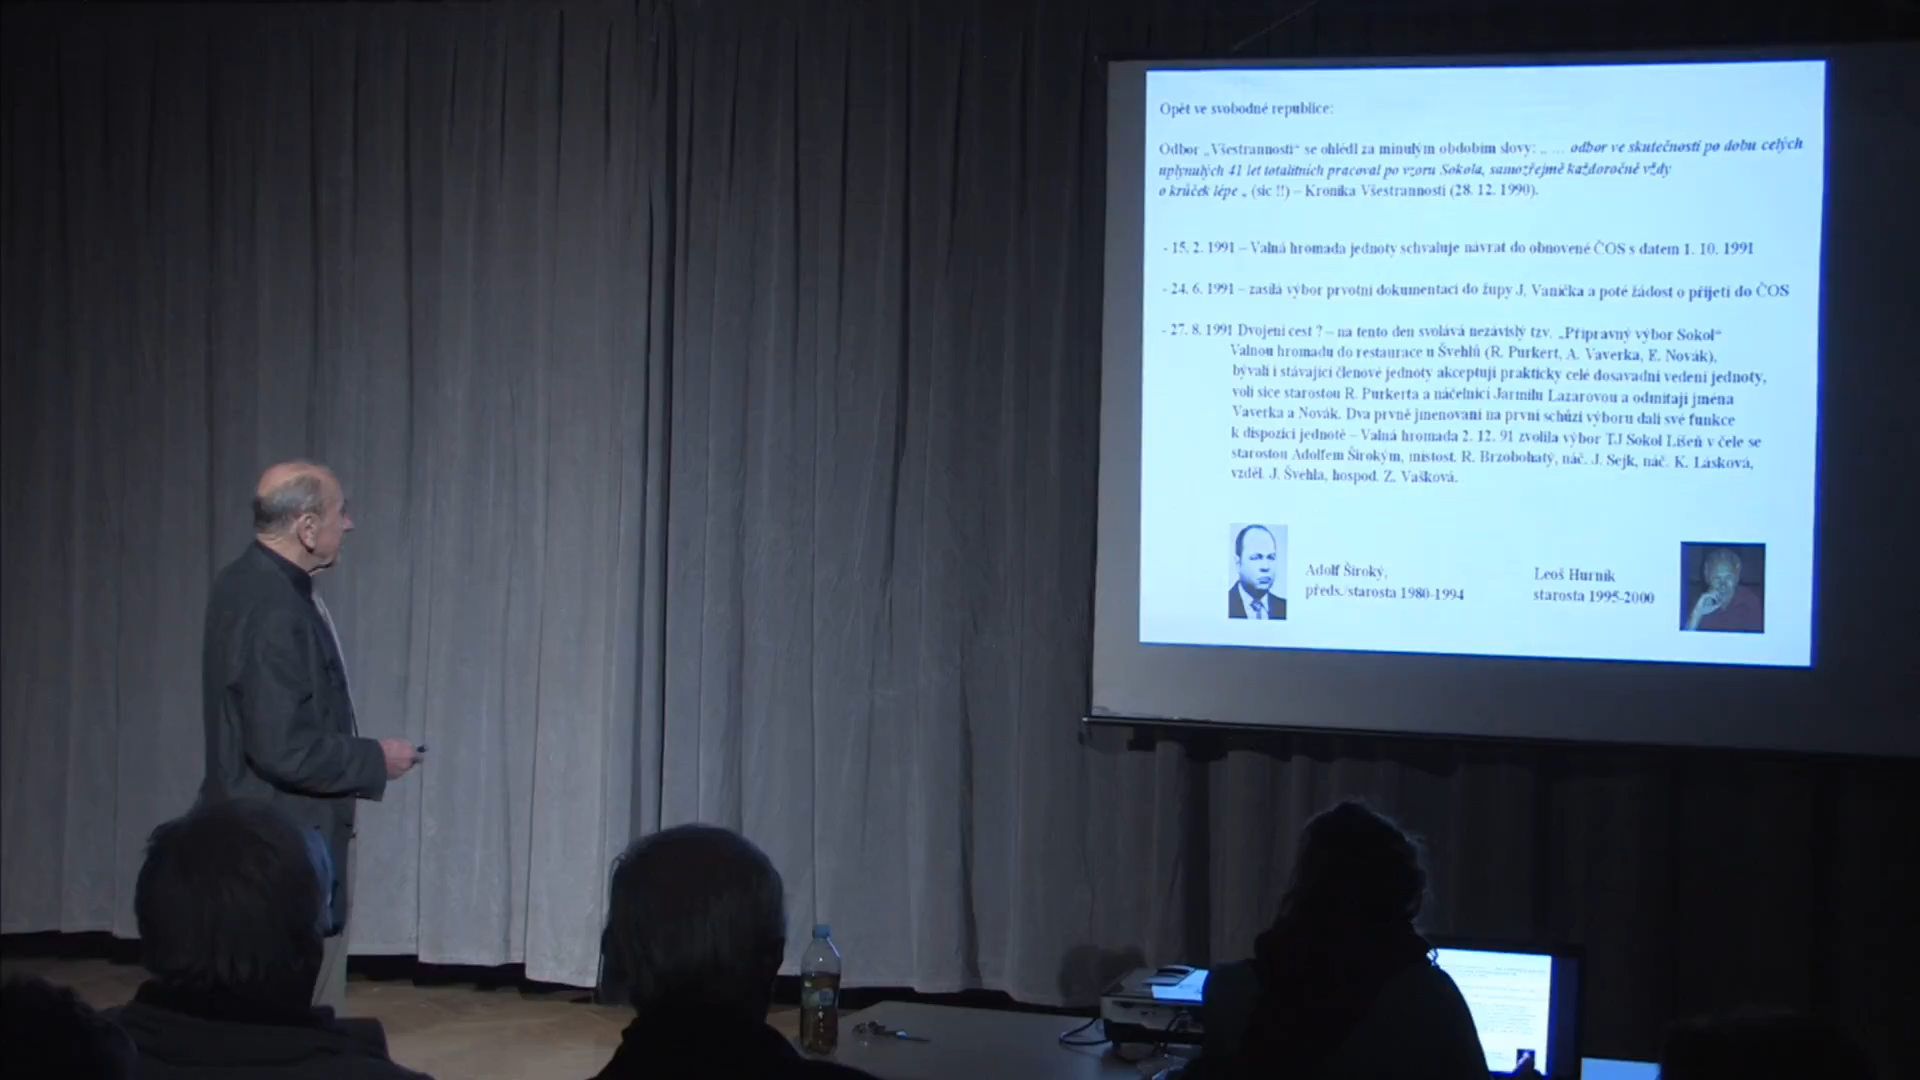 Opět ve svobodné republice:
Odbor „Všestrannosti“ se ohlédl za minulým obdobím slovy: „ ... odbor ve skutečnosti po dobu celých
uplynulých 41 let totalitních pracoval po vzoru Sokola, samozřejmě každoročně vždy
o krůček lépe „ (sic !!) – Kronika Všestrannosti (28. 12. 1990).
- 15. 2. 1991 – Valná hromada jednoty schvaluje návrat do obnovené ČOS s datem 1. 10. 1991
- 24. 6. 1991 – zasílá výbor prvotní dokumentaci do župy J. Vaníčka a poté žádost o přijetí do ČOS
- 27. 8. 1991 Dvojení cest ? – na tento den svolává nezávislý tzv. „Přípravný výbor Sokol“
Valnou hromadu do restaurace u Švehlů (R. Purkert, A. Vaverka, E. Novák),
bývalí i stávající členové jednoty akceptují prakticky celé dosavadní vedení jednoty,
volí sice starostou R. Purkerta a náčelnicí Jarmilu Lazarovou a odmítají jména
Vaverka a Novák. Dva prvně jmenovaní na první schůzi výboru dali své funkce
k dispozici jednotě – Valná hromada 2. 12. 91 zvolila výbor TJ Sokol Líšeň v čele se
starostou Adolfem Širokým, místost. R. Brzobohatý, náč. J. Sejk, náč. K. Lásková,
vzděl. J. Švehla, hospod. Z. Vašková.
Adolf Široký,
předs./starosta 1980-1994
Leoš Hurník
starosta 1995-2000